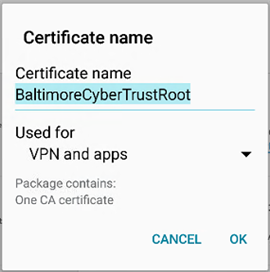 Certificate name
Certificate name
BaltimoreCyberTrustRoot
Used for
VPN and apps
Package contains:
One CA certificate
CANCEL OK